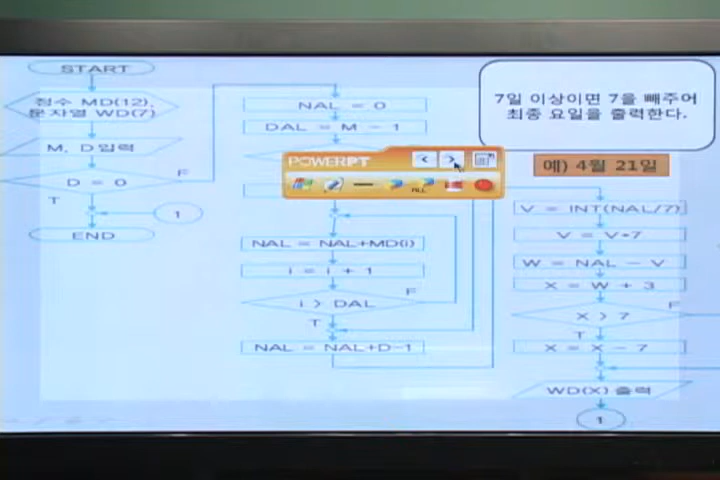 START
정수 MD(12),
문자열 WD(7)
M, D입력
D = 0
F
T
1
END
NAL = 0
DAL = M - 1
NAL = NAL+MD(i)
i = i + 1
i > DAL
F
T
NAL = NAL+D-1
7일 이상이면 7을 빼주어
최종 요일을 출력한다.
예) 4월 21일
V = INT(NAL/7)
V = V*7
W = NAL - V
X = W + 3
X > 7
F
T
X = X - 7
WD(X) 출력
1
POWERPT
ALL